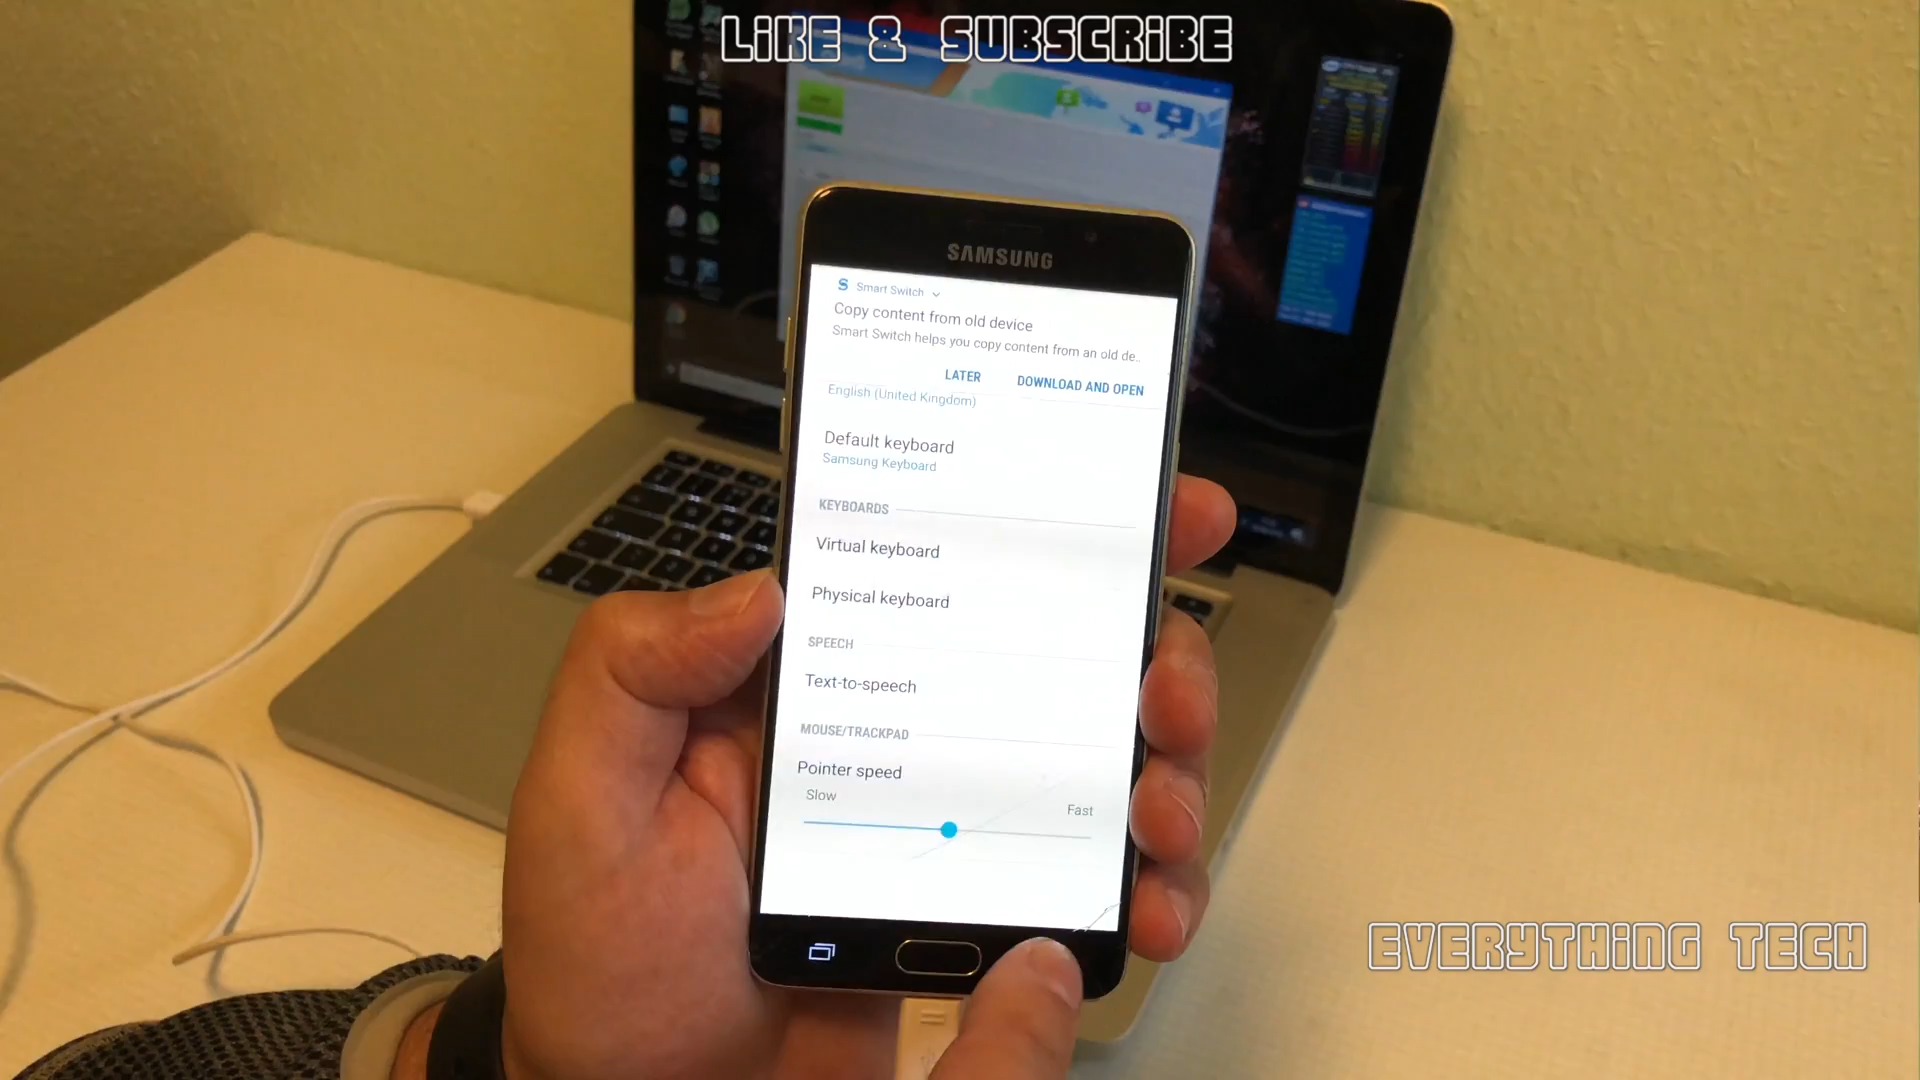 LIKE & SUBSCRIBE
SAMSUNG
Smart Switch
Copy content from old device
Smart Switch helps you copy content from an old de..
LATER DOWNLOAD AND OPEN
English (United Kingdom)
Default keyboard
Samsung Keyboard
KEYBOARDS
Virtual keyboard
Physical keyboard
SPEECH
Text-to-speech
MOUSE/TRACKPAD
Pointer speed
Slow Fast
EVERYTHING TECH